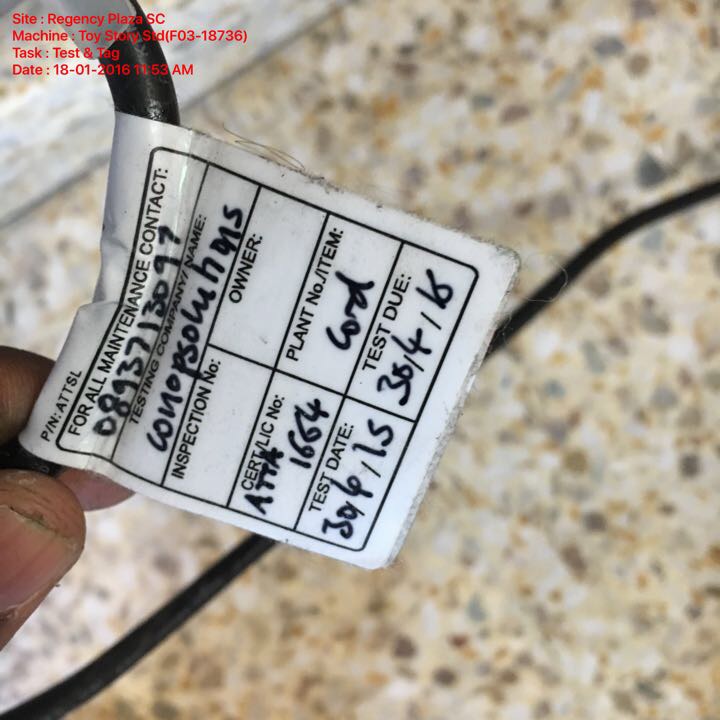 Site : Regency Plaza SC
Machine : Toy Story Std(F03-18736)
Task : Test & Tag
Date : 18-01-2016 11:53 AM
P/N: ATTSL
FOR ALL MAINTENANCE CONTACT:
0893713097
TESTING COMPANY/ NAME:
conopsolutions
INSPECTION No:
OWNER:
CERT/LIC No:
ATTA 1664
PLANT No./ITEM:
Cord
TEST DATE:
30/4/15
TEST DUE:
30/4/16